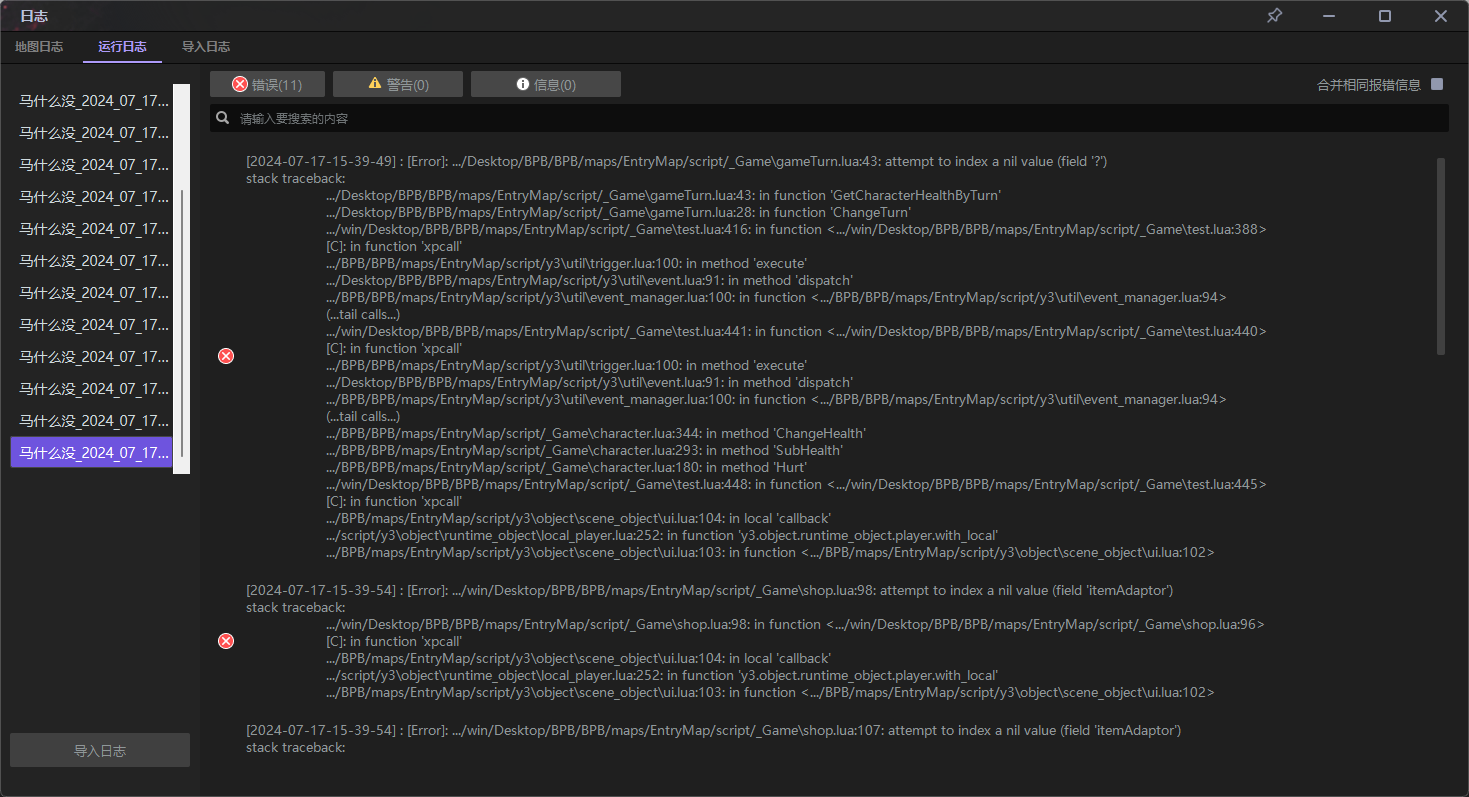 日志
地图日志 运行日志 导入日志
错误(11) 警告(0) 信息(0) 合并相同报错信息
请输入要搜索的内容
马什么没_2024_07_17...
马什么没_2024_07_17...
马什么没_2024_07_17...
马什么没_2024_07_17...
马什么没_2024_07_17...
马什么没_2024_07_17...
马什么没_2024_07_17...
马什么没_2024_07_17...
马什么没_2024_07_17...
马什么没_2024_07_17...
马什么没_2024_07_17...
马什么没_2024_07_17...
导入日志
[2024-07-17-15-39-49] : [Error]: .../Desktop/BPB/BPB/maps/EntryMap/script/_Game\gameTurn.lua:43: attempt to index a nil value (field '?')
stack traceback:
.../Desktop/BPB/BPB/maps/EntryMap/script/_Game\gameTurn.lua:43: in function 'GetCharacterHealthByTurn'
.../Desktop/BPB/BPB/maps/EntryMap/script/_Game\gameTurn.lua:28: in function 'ChangeTurn'
.../win/Desktop/BPB/BPB/maps/EntryMap/script/_Game\test.lua:416: in function <.../win/Desktop/BPB/BPB/maps/EntryMap/script/_Game\test.lua:388>
[C]: in function 'xpcall'
.../BPB/BPB/maps/EntryMap/script/y3\util\trigger.lua:100: in method 'execute'
.../Desktop/BPB/BPB/maps/EntryMap/script/y3\util\event.lua:91: in method 'dispatch'
.../BPB/BPB/maps/EntryMap/script/y3\util\event_manager.lua:100: in function <.../BPB/BPB/maps/EntryMap/script/y3\util\event_manager.lua:94>
(...tail calls...)
.../win/Desktop/BPB/BPB/maps/EntryMap/script/_Game\test.lua:441: in function <.../win/Desktop/BPB/BPB/maps/EntryMap/script/_Game\test.lua:440>
[C]: in function 'xpcall'
.../BPB/BPB/maps/EntryMap/script/y3\util\trigger.lua:100: in method 'execute'
.../Desktop/BPB/BPB/maps/EntryMap/script/y3\util\event.lua:91: in method 'dispatch'
.../BPB/BPB/maps/EntryMap/script/y3\util\event_manager.lua:100: in function <.../BPB/BPB/maps/EntryMap/script/y3\util\event_manager.lua:94>
(...tail calls...)
.../BPB/BPB/maps/EntryMap/script/_Game\character.lua:344: in method 'ChangeHealth'
.../BPB/BPB/maps/EntryMap/script/_Game\character.lua:293: in method 'SubHealth'
.../BPB/BPB/maps/EntryMap/script/_Game\character.lua:180: in method 'Hurt'
.../win/Desktop/BPB/BPB/maps/EntryMap/script/_Game\test.lua:448: in function <.../win/Desktop/BPB/BPB/maps/EntryMap/script/_Game\test.lua:445>
[C]: in function 'xpcall'
.../BPB/maps/EntryMap/script/y3\object\scene_object\ui.lua:104: in local 'callback'
.../script/y3\object\runtime_object\local_player.lua:252: in function 'y3.object.runtime_object.player.with_local'
.../BPB/maps/EntryMap/script/y3\object\scene_object\ui.lua:103: in function <.../BPB/maps/EntryMap/script/y3\object\scene_object\ui.lua:102>
[2024-07-17-15-39-54] : [Error]: .../win/Desktop/BPB/BPB/maps/EntryMap/script/_Game\shop.lua:98: attempt to index a nil value (field 'itemAdaptor')
stack traceback:
.../win/Desktop/BPB/BPB/maps/EntryMap/script/_Game\shop.lua:98: in function <.../win/Desktop/BPB/BPB/maps/EntryMap/script/_Game\shop.lua:96>
[C]: in function 'xpcall'
.../BPB/maps/EntryMap/script/y3\object\scene_object\ui.lua:104: in local 'callback'
.../script/y3\object\runtime_object\local_player.lua:252: in function 'y3.object.runtime_object.player.with_local'
.../BPB/maps/EntryMap/script/y3\object\scene_object\ui.lua:103: in function <.../BPB/maps/EntryMap/script/y3\object\scene_object\ui.lua:102>
[2024-07-17-15-39-54] : [Error]: .../win/Desktop/BPB/BPB/maps/EntryMap/script/_Game\shop.lua:107: attempt to index a nil value (field 'itemAdaptor')
stack traceback: